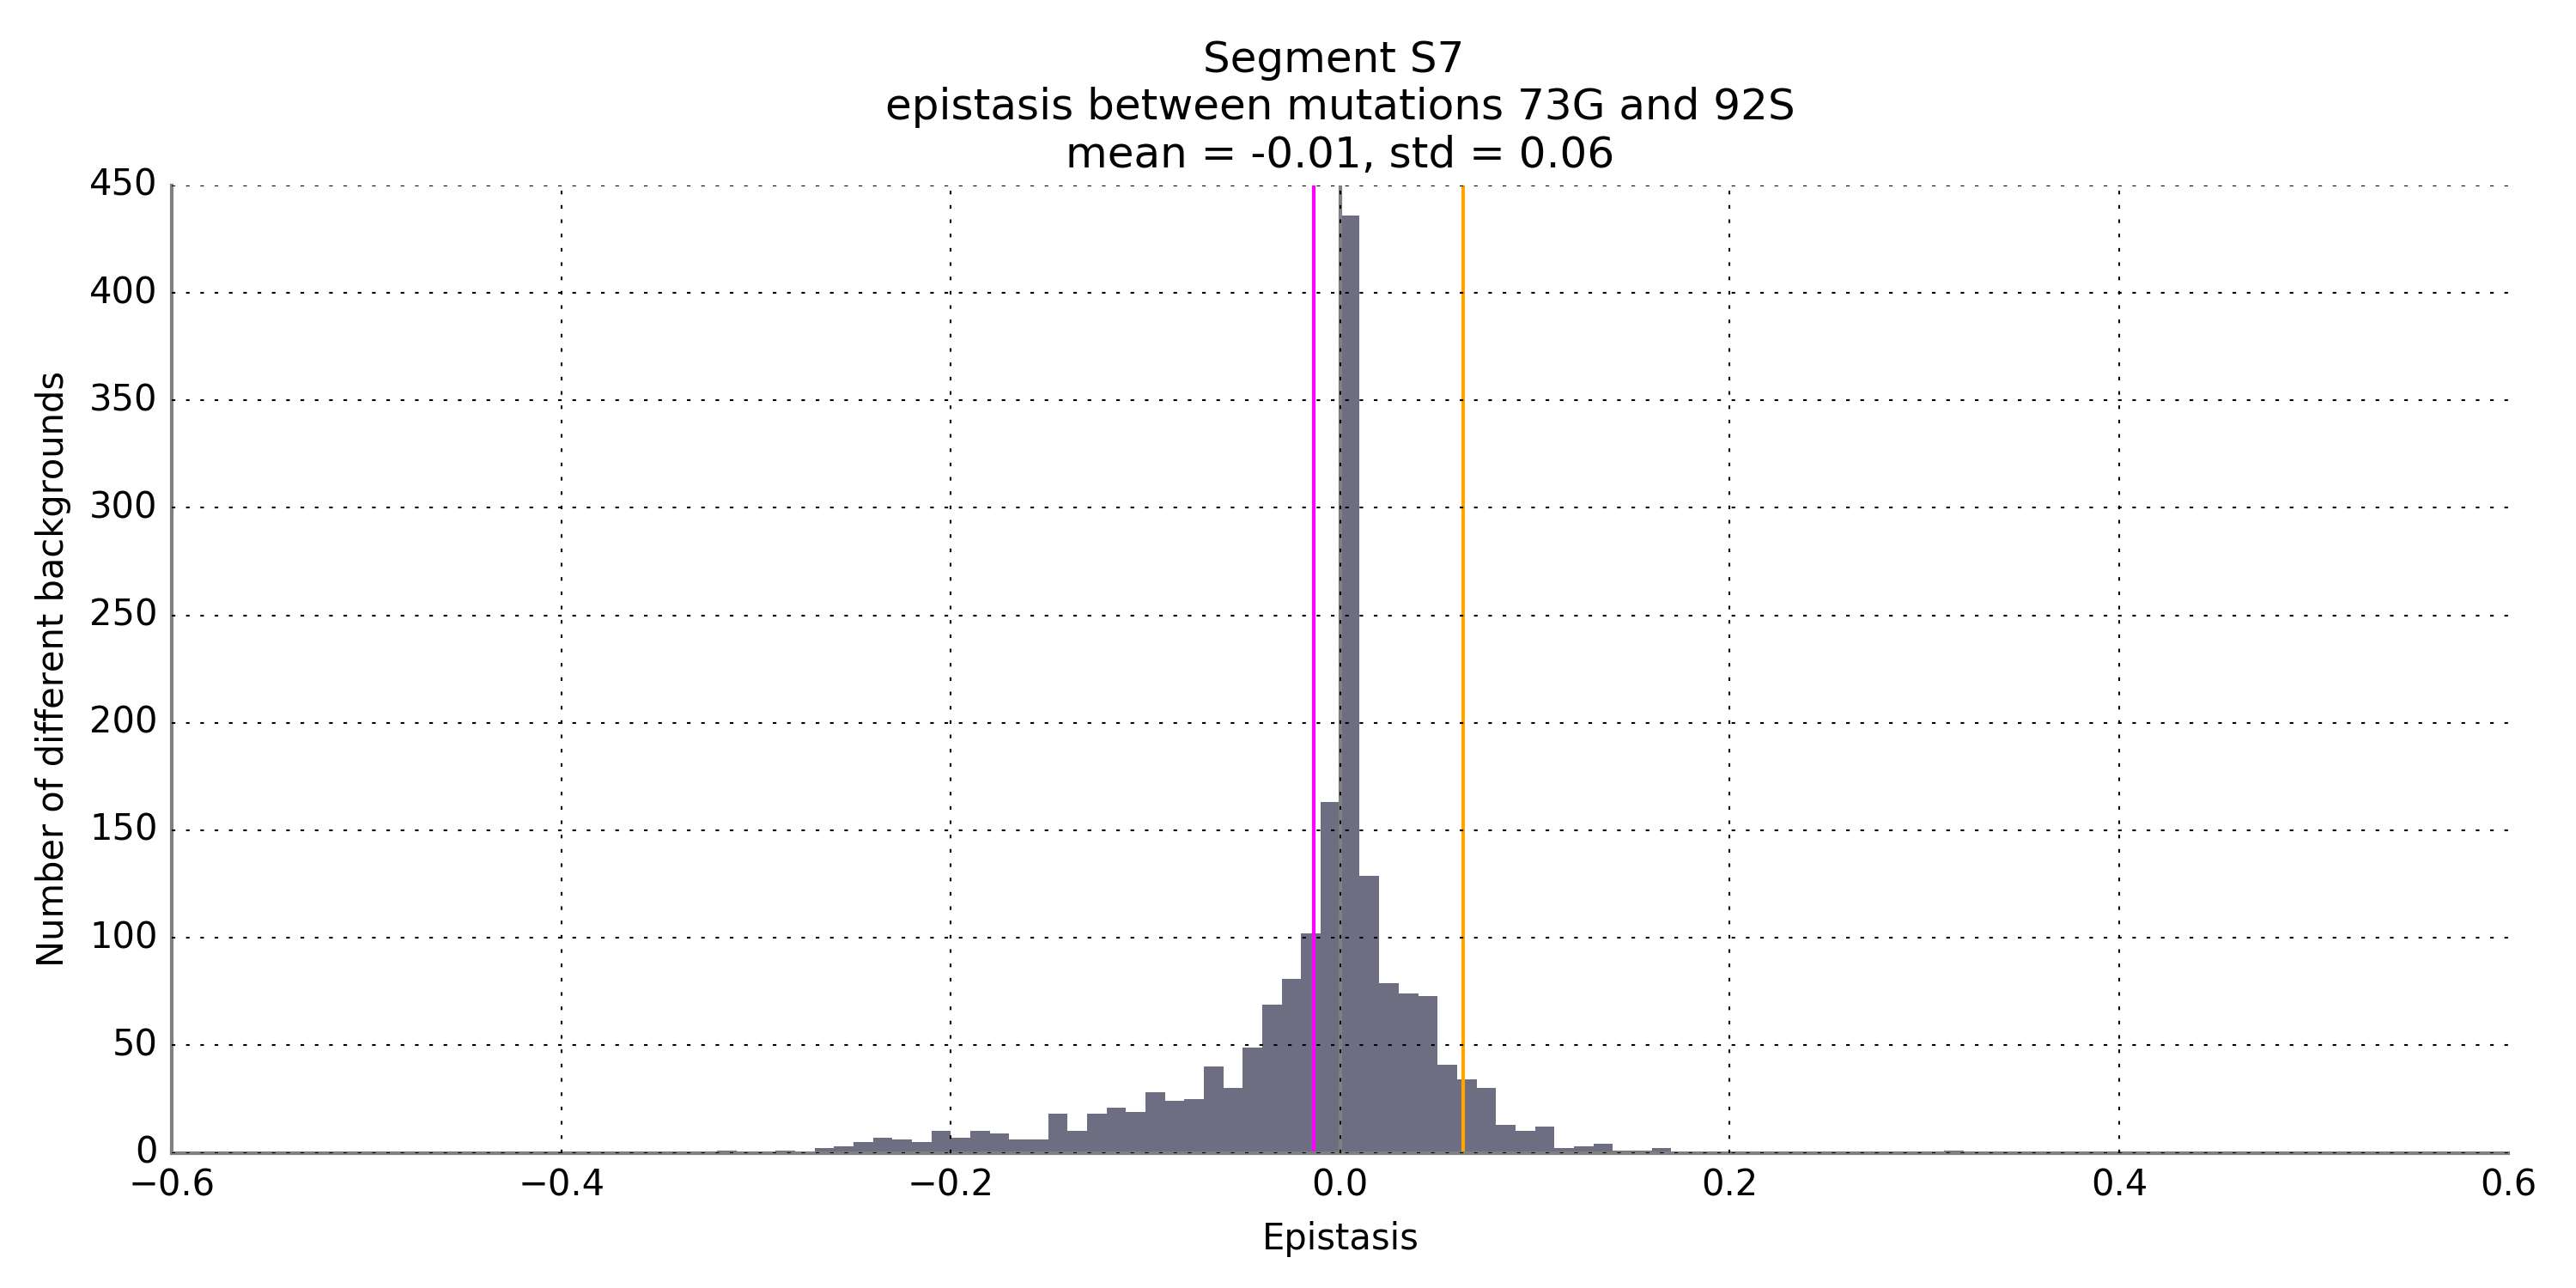 Segment S7
epistasis between mutations 73G and 92S
mean = -0.01, std = 0.06
Number of different backgrounds
450
400
350
300
250
200
150
100
50
0
−0.6 −0.4 −0.2 0.0 0.2 0.4 0.6
Epistasis